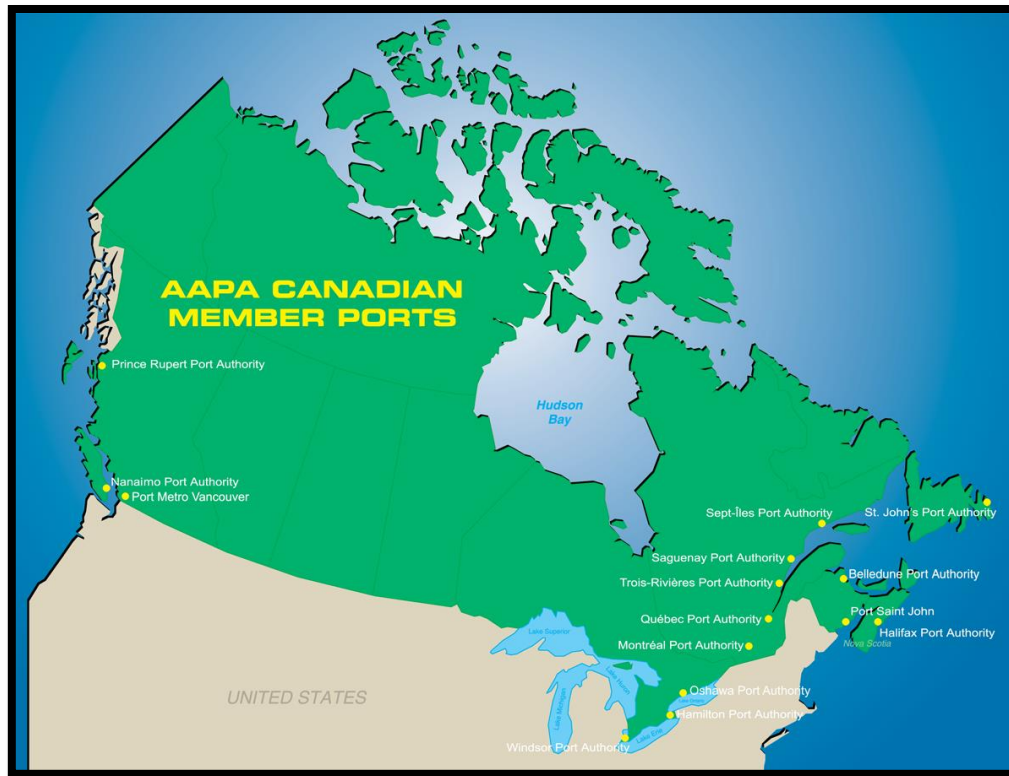 AAPA CANADIAN
MEMBER PORTS
Prince Rupert Port Authority
Hudson
Bay
Nanaimo Port Authority
Port Metro Vancouver
Sept-Îles Port Authority
St. John's Port Authority
Saguenay Port Authority
Belledune Port Authority
Trois-Rivières Port Authority
Port Saint John
Québec Port Authority
Halifax Port Authority
Nova Scotia
Montréal Port Authority
Lake Superior
Lake Huron
Lake Michigan
UNITED STATES
Oshawa Port Authority
Lake Ontario
Hamilton Port Authority
Lake Erie
Windsor Port Authority